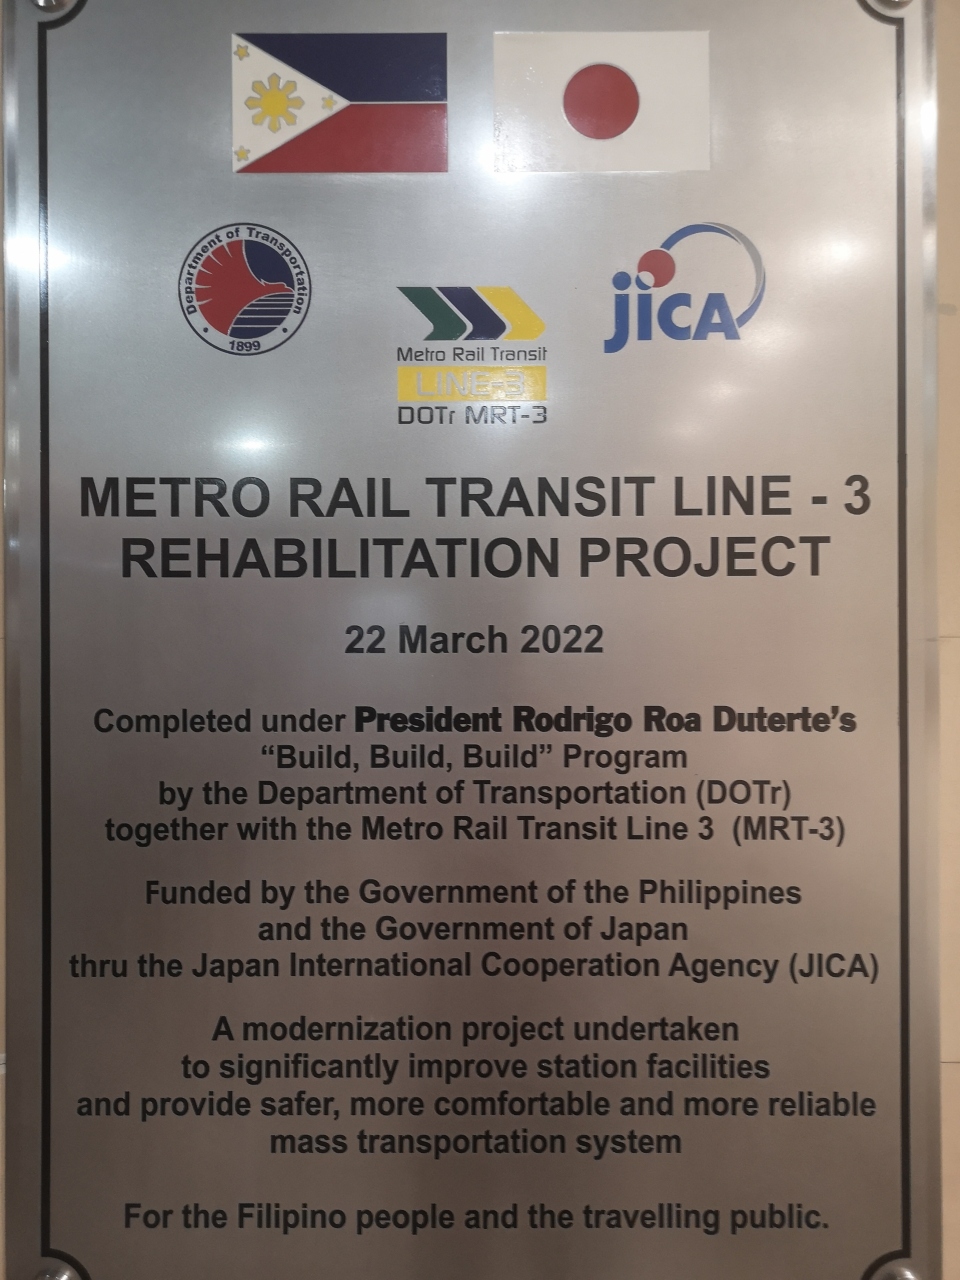 Department of Transportation
1899
Metro Rail Transit
LINE-3
DOTr MRT-3
jica
METRO RAIL TRANSIT LINE - 3
REHABILITATION PROJECT
22 March 2022
Completed under President Rodrigo Roa Duterte's
“Build, Build, Build” Program
by the Department of Transportation (DOTr)
together with the Metro Rail Transit Line 3 (MRT-3)
Funded by the Government of the Philippines
and the Government of Japan
thru the Japan International Cooperation Agency (JICA)
A modernization project undertaken
to significantly improve station facilities
and provide safer, more comfortable and more reliable
mass transportation system
For the Filipino people and the travelling public.